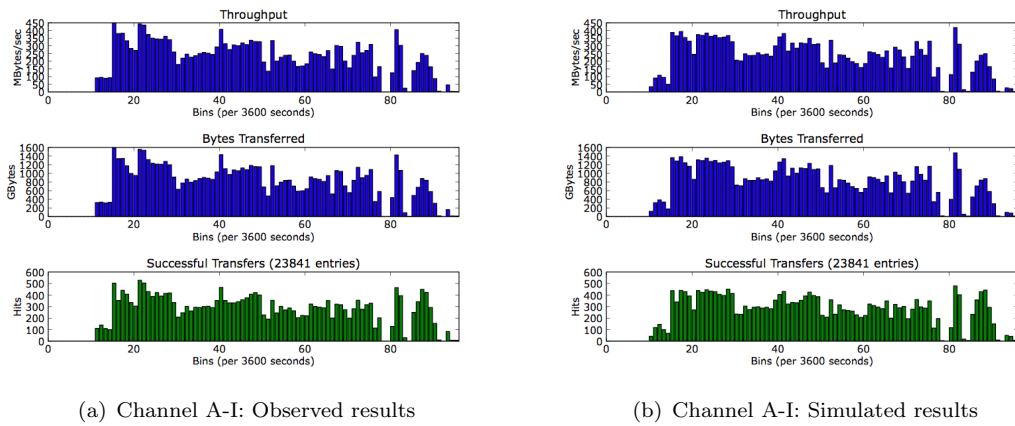 Throughput
MBytes/sec
450
400
350
300
250
200
150
100
50
0
0 20 40 60 80
Bins (per 3600 seconds)
Bytes Transferred
GBytes
1600
1400
1200
1000
800
600
400
200
0
0 20 40 60 80
Bins (per 3600 seconds)
Successful Transfers (23841 entries)
Hits
600
500
400
300
200
100
0
0 20 40 60 80
Bins (per 3600 seconds)
(a) Channel A-I: Observed results
Throughput
MBytes/sec
450
400
350
300
250
200
150
100
50
0
0 20 40 60 80
Bins (per 3600 seconds)
Bytes Transferred
GBytes
1600
1400
1200
1000
800
600
400
200
0
0 20 40 60 80
Bins (per 3600 seconds)
Successful Transfers (23841 entries)
Hits
600
500
400
300
200
100
0
0 20 40 60 80
Bins (per 3600 seconds)
(b) Channel A-I: Simulated results